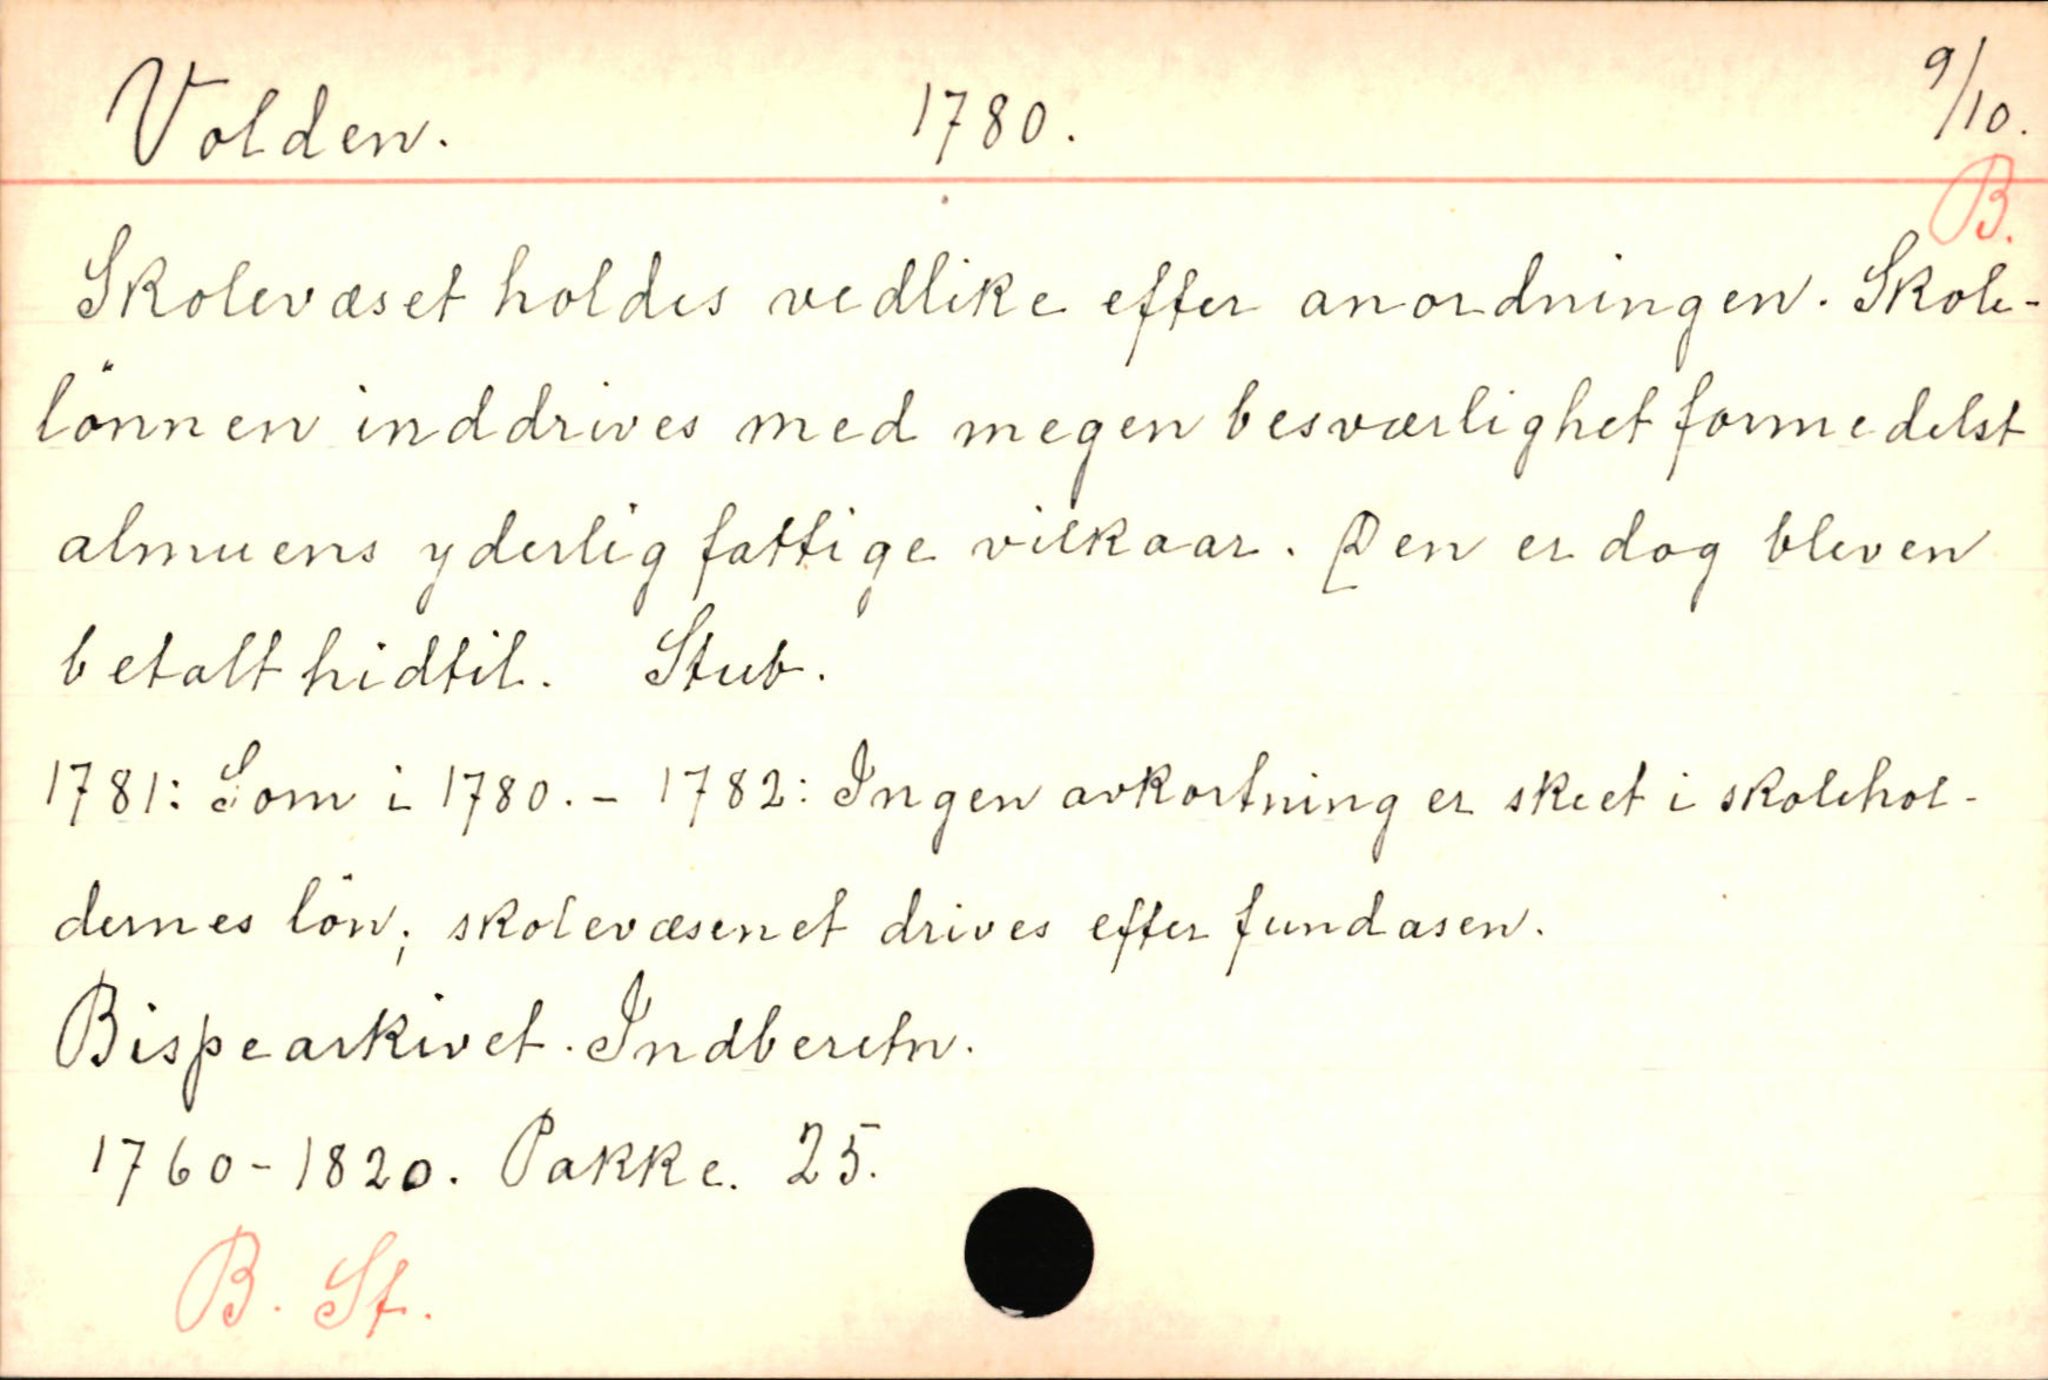 Volden. 1780. 9/10.
B.
Skolevæset holdes vedlike efter anordningen. Skole-
lönnen inddrives med megen besværlighet formedelst
almuens yderlig fattige vilkaar. Den er dog bleven
betalt hidtil. Stub.
1781: Som i 1780. - 1782: Ingen avkortning er skeet i skolehol-
dernes lön; skolevæsenet drives efter fundasen.
Bispearkivet. Indberetn.
1760-1820. Pakke. 25.
B. St.